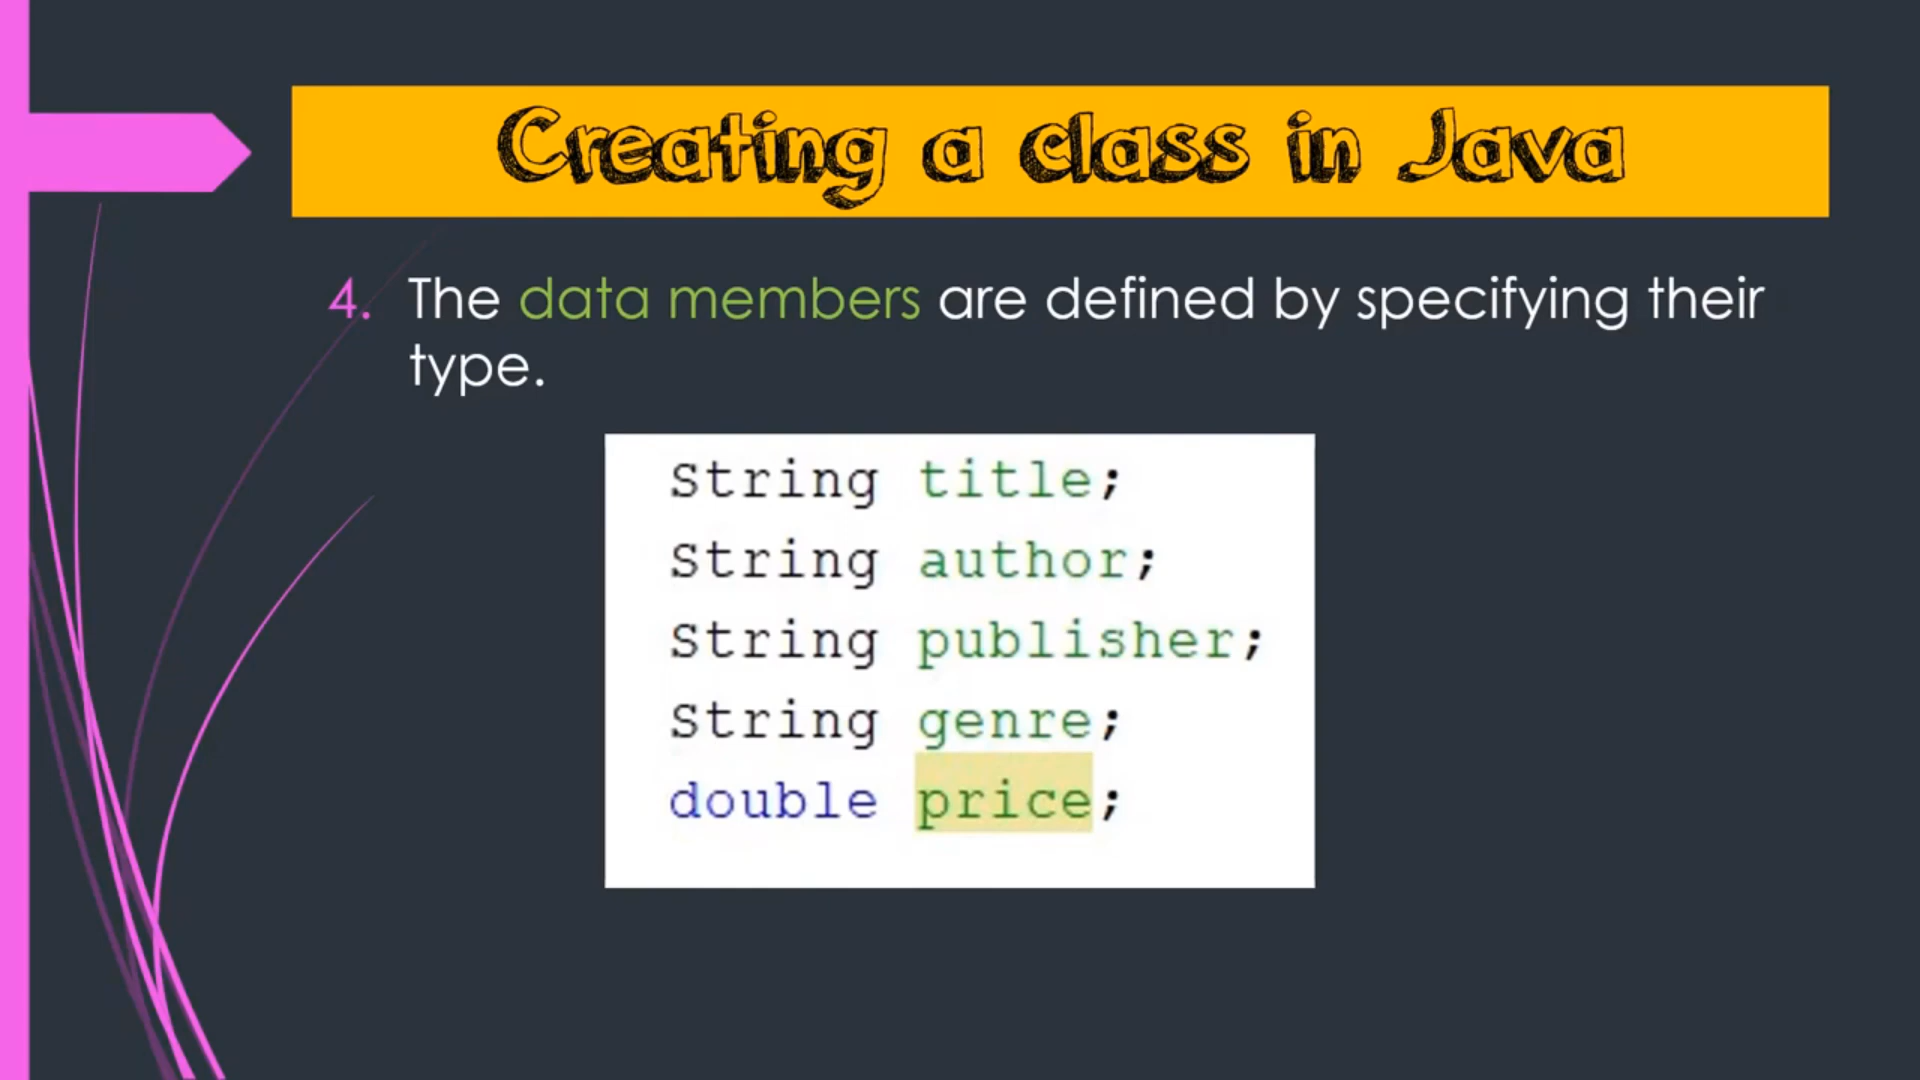 Creating a class in Java
4. The data members are defined by specifying their
type.
String title;
String author;
String publisher;
String genre;
double price;